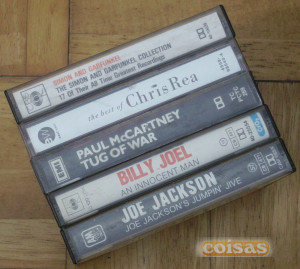 SIMON AND GARFUNKEL
THE SIMON AND GARFUNKEL COLLECTION
17 Of Their All Time Greatest Recordings
the best of Chris Rea
PAUL McCARTNEY
TUG OF WAR
BILLY JOEL
AN INNOCENT MAN
JOE JACKSON
JOE JACKSON'S JUMPIN' JIVE
coisas